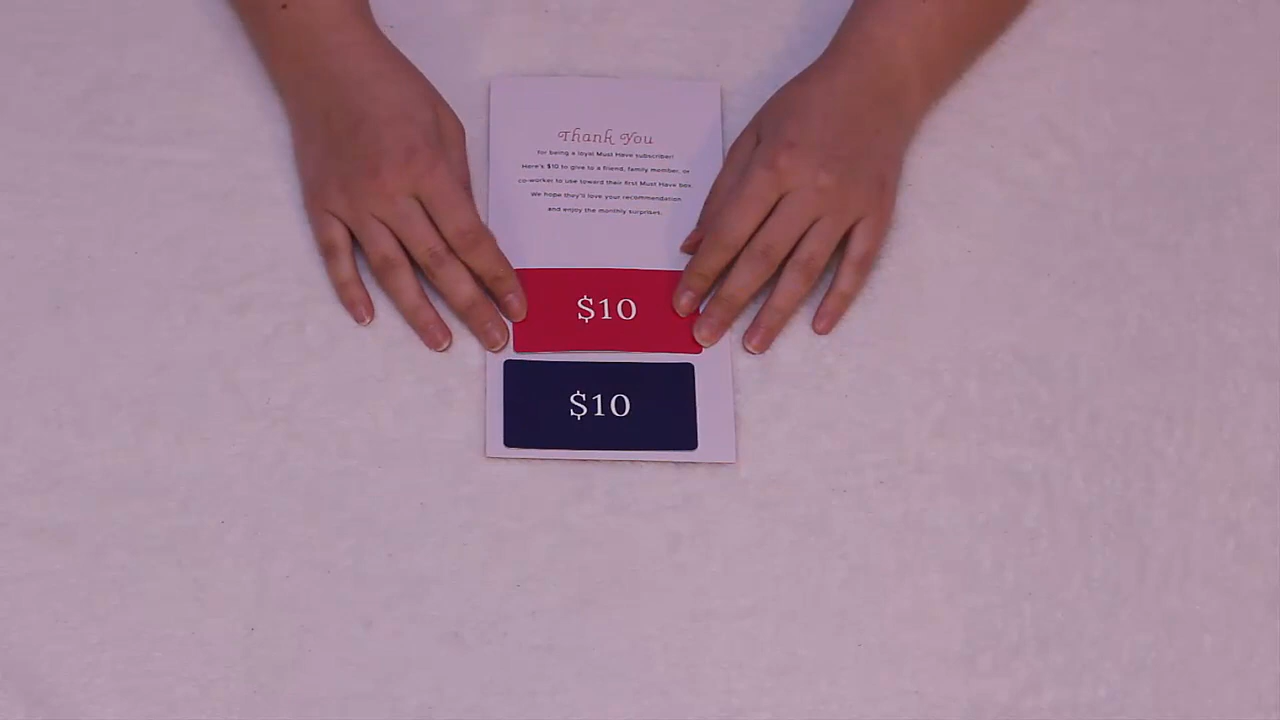 Thank You
for being a loyal Must Have subscriber!
Here's $10 to give to a friend, family member, or
co-worker to use toward their first Must Have box.
We hope they'll love your recommendation
and enjoy the monthly surprises.
$10
$10